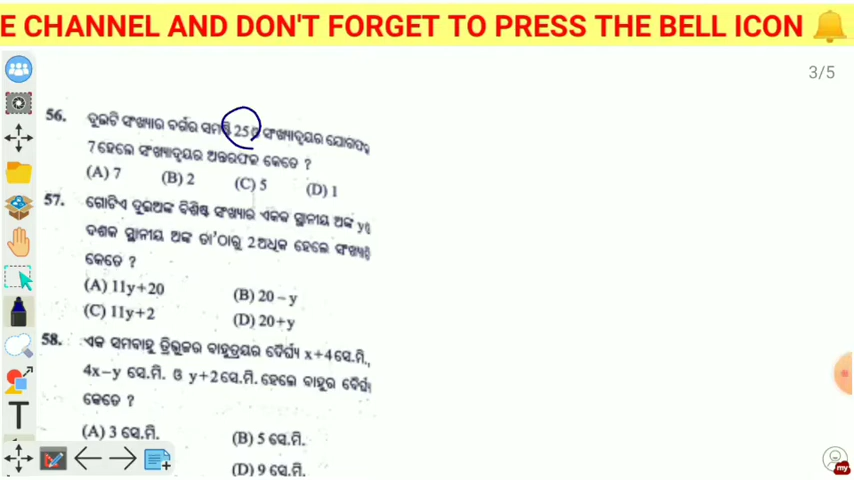 E CHANNEL AND DON'T FORGET TO PRESS THE BELL ICON
3/5
56. ଦୁଇଟି ସଂଖ୍ୟାର ବର୍ଗର ସମଷ୍ଟି 25 ଓ ସଂଖ୍ୟାଦ୍ୱୟର ଯୋଗଫଳ
7 ହେଲେ ସଂଖ୍ୟାଦ୍ୱୟର ଅନ୍ତରଫଳ କେତେ ?
(A) 7 (B) 2 (C) 5 (D) 1
57. ଗୋଟିଏ ଦୁଇଅଙ୍କ ବିଶିଷ୍ଟ ସଂଖ୍ୟାର ଏକକ ସ୍ଥାନୀୟ ଅଙ୍କ y ଓ
ଦଶକ ସ୍ଥାନୀୟ ଅଙ୍କ ତା'ଠାରୁ 2 ଅଧିକ ହେଲେ ସଂଖ୍ୟାଟି
କେତେ ?
(A) 11y+20 (B) 20 – y
(C) 11y+2 (D) 20+y
58. ଏକ ସମବାହୁ ତ୍ରିଭୁଜର ବାହୁତ୍ରୟର ଦୈର୍ଘ୍ୟ x+4 ସେ.ମି.,
4x–y ସେ.ମି. ଓ y+2 ସେ.ମି. ହେଲେ ବାହୁର ଦୈର୍ଘ୍ୟ
କେତେ ?
(A) 3 ସେ.ମି. (B) 5 ସେ.ମି.
(D) 9 ସେ.ମି.
T
my